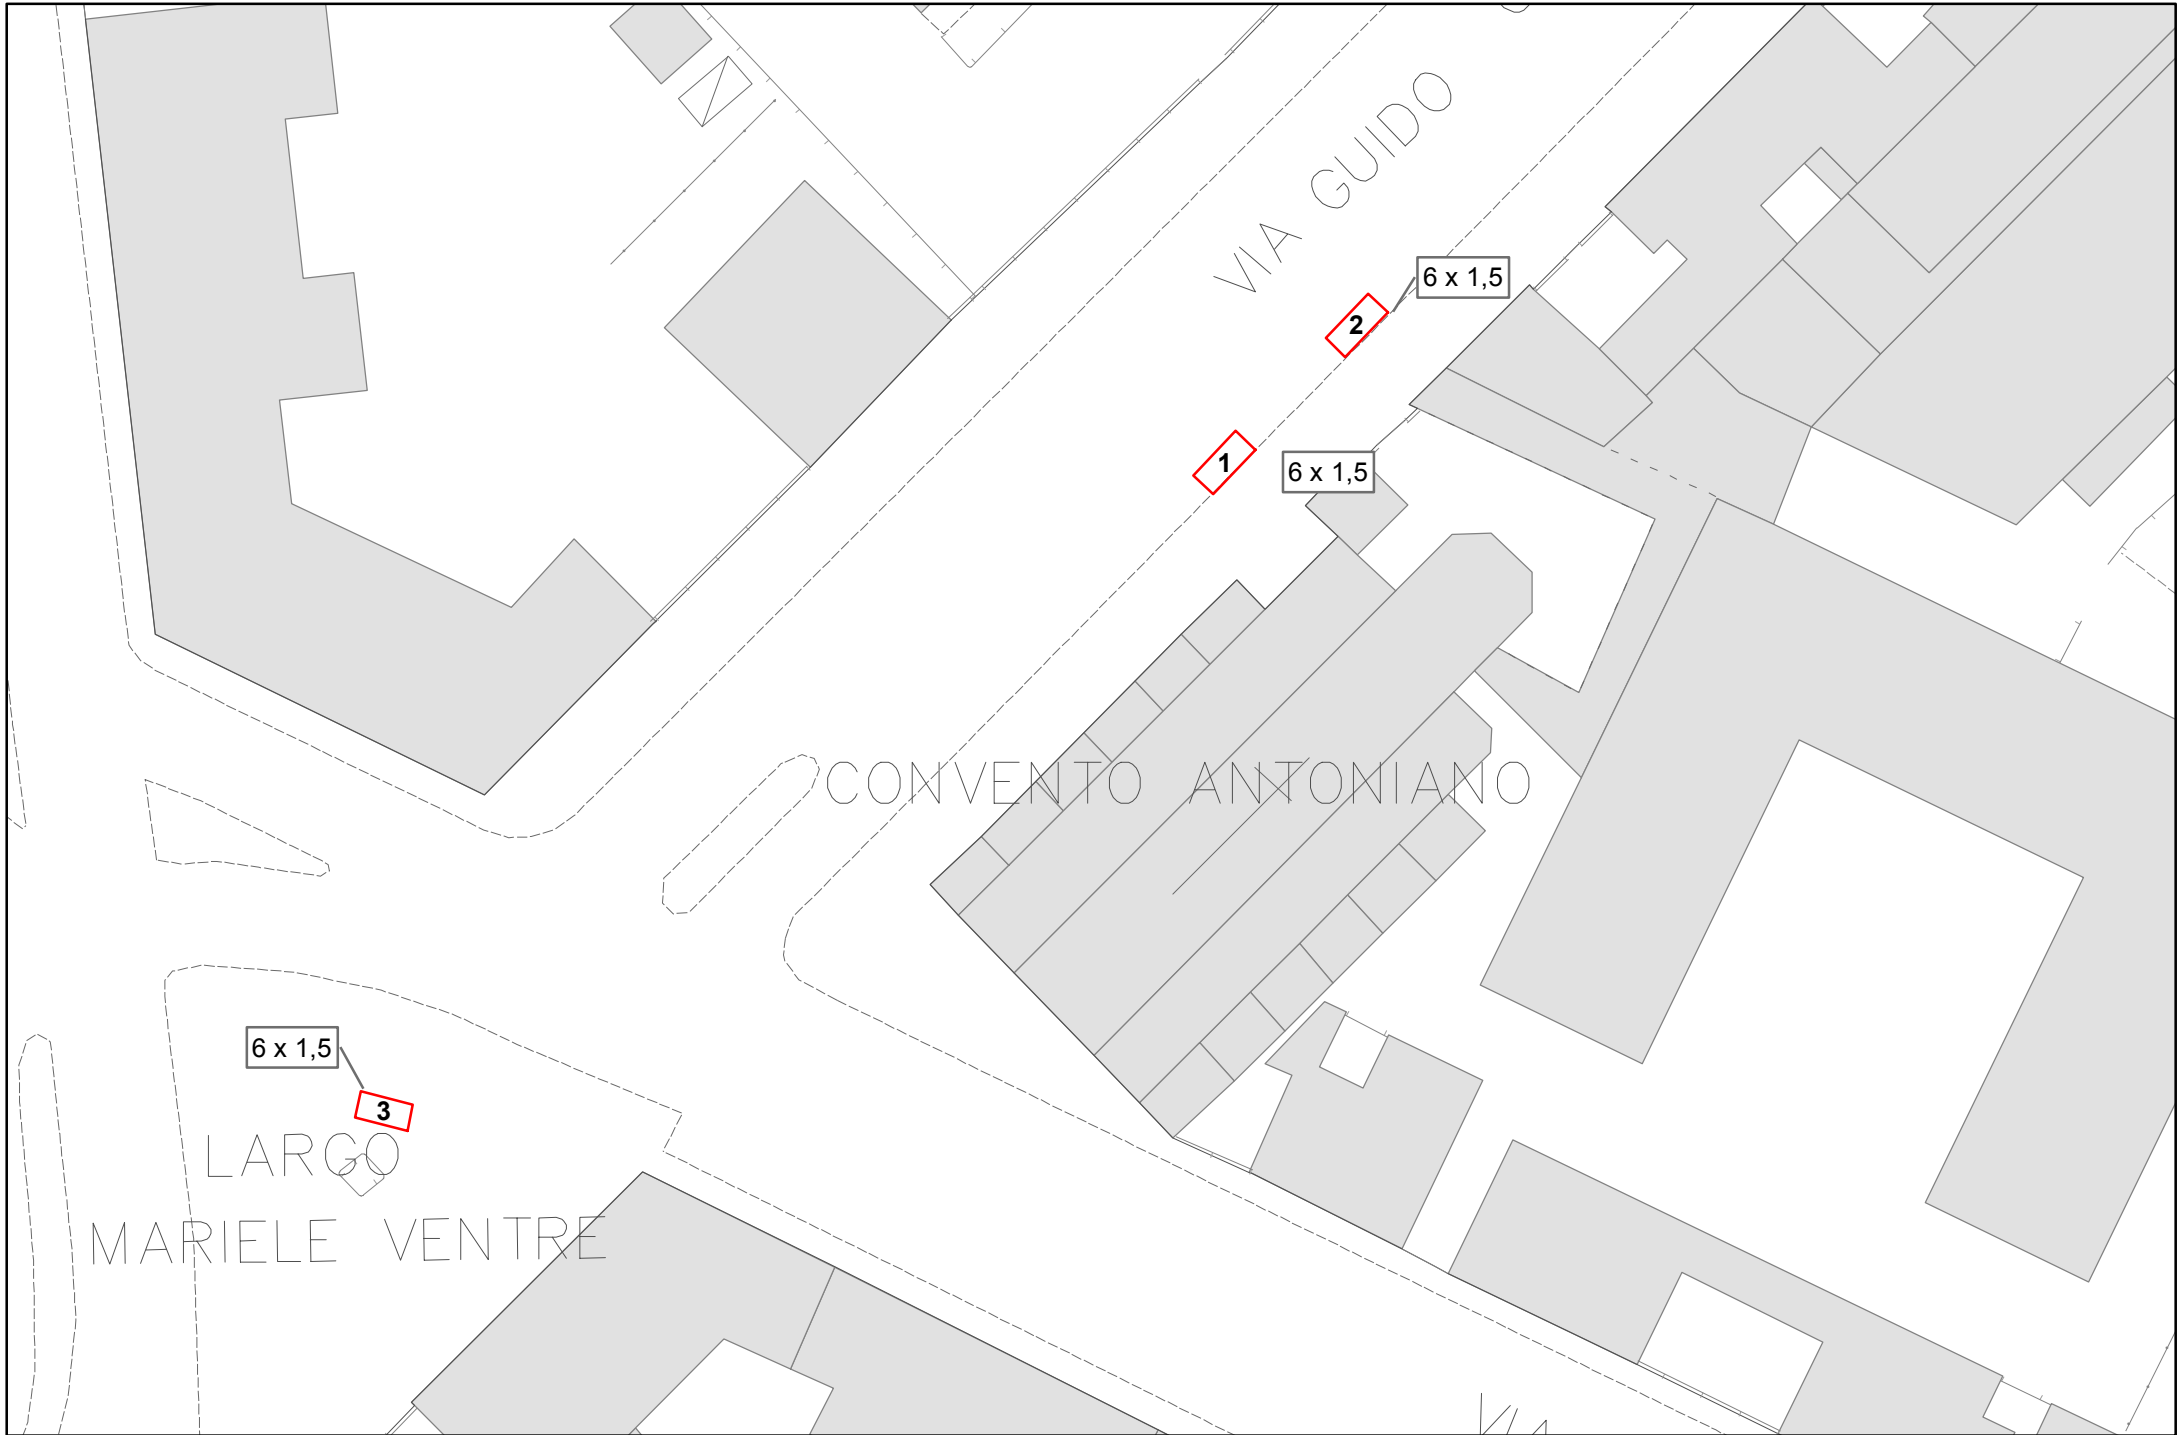 VIA GUIDO
6 x 1,5
2
1
6 x 1,5
CONVENTO ANTONIANO
6 x 1,5
3
LARGO
MARIELE VENTRE